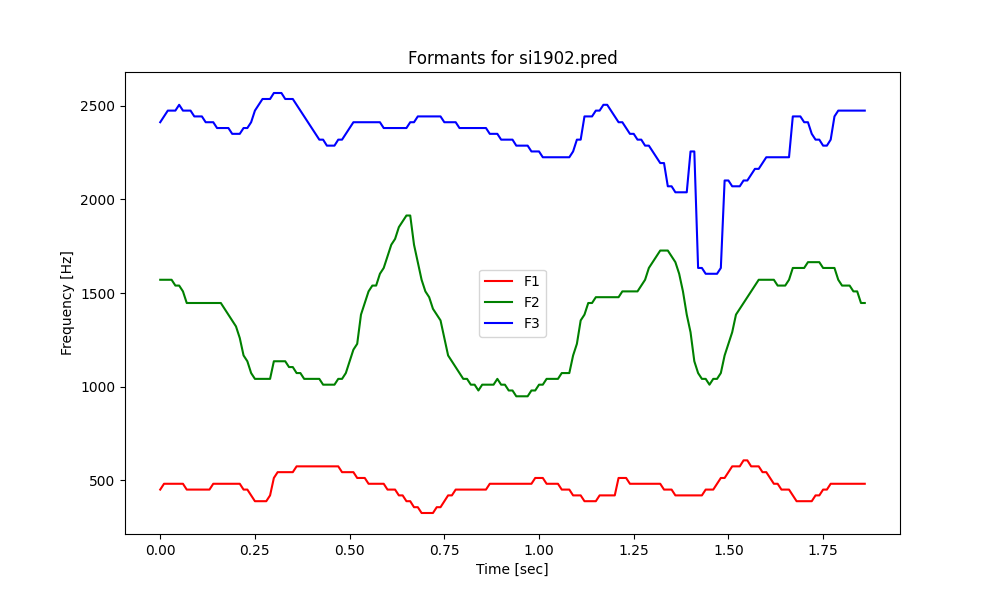 Formants for si1902.pred
Frequency [Hz]
2500
2000
1500
1000
500
F1
F2
F3
0.00 0.25 0.50 0.75 1.00 1.25 1.50 1.75
Time [sec]